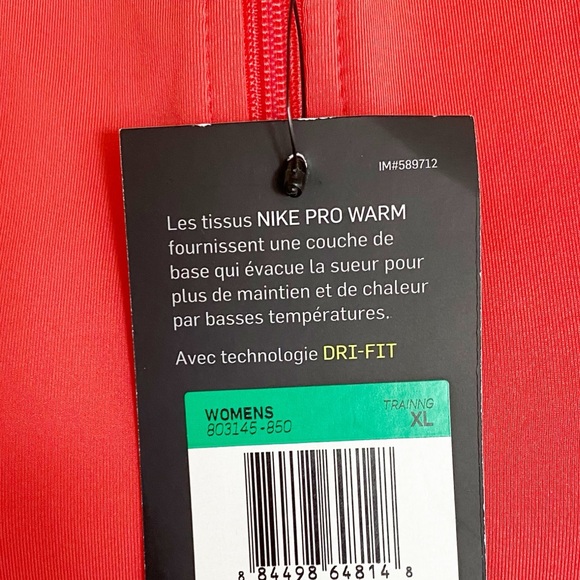 IM#589712
Les tissus NIKE PRO WARM
fournissent une couche de
base qui évacue la sueur pour
plus de maintien et de chaleur
par basses températures.
Avec technologie DRI-FIT
WOMENS TRAINNG
803145-850 XL
8 84498 64814 8